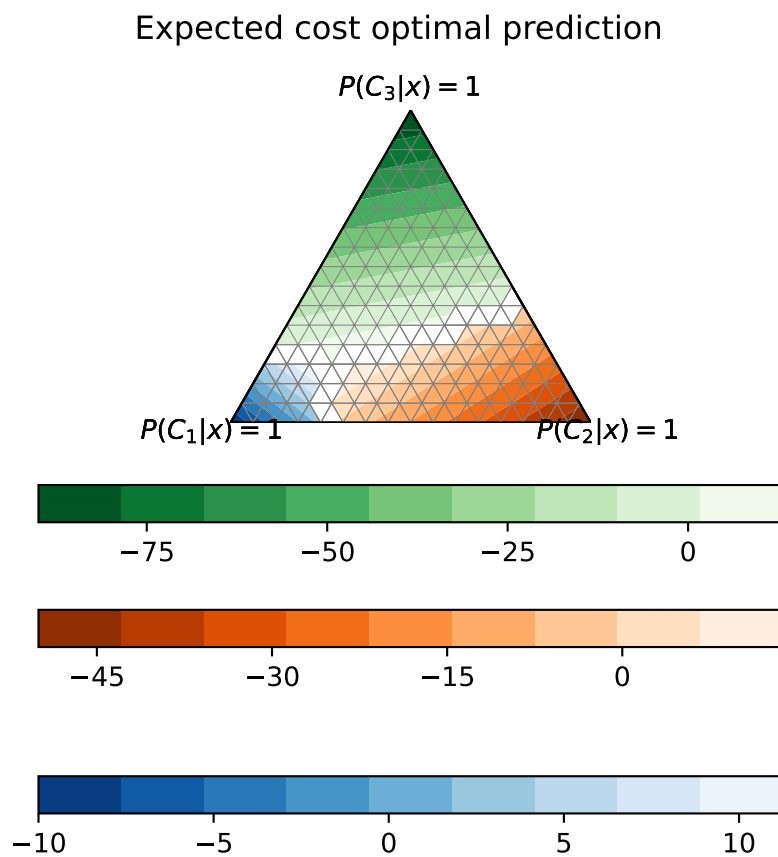 Expected cost optimal prediction
P(C₃|x) = 1
P(C₁|x) = 1 P(C₂|x) = 1
−75 −50 −25 0
−45 −30 −15 0
−10 −5 0 5 10